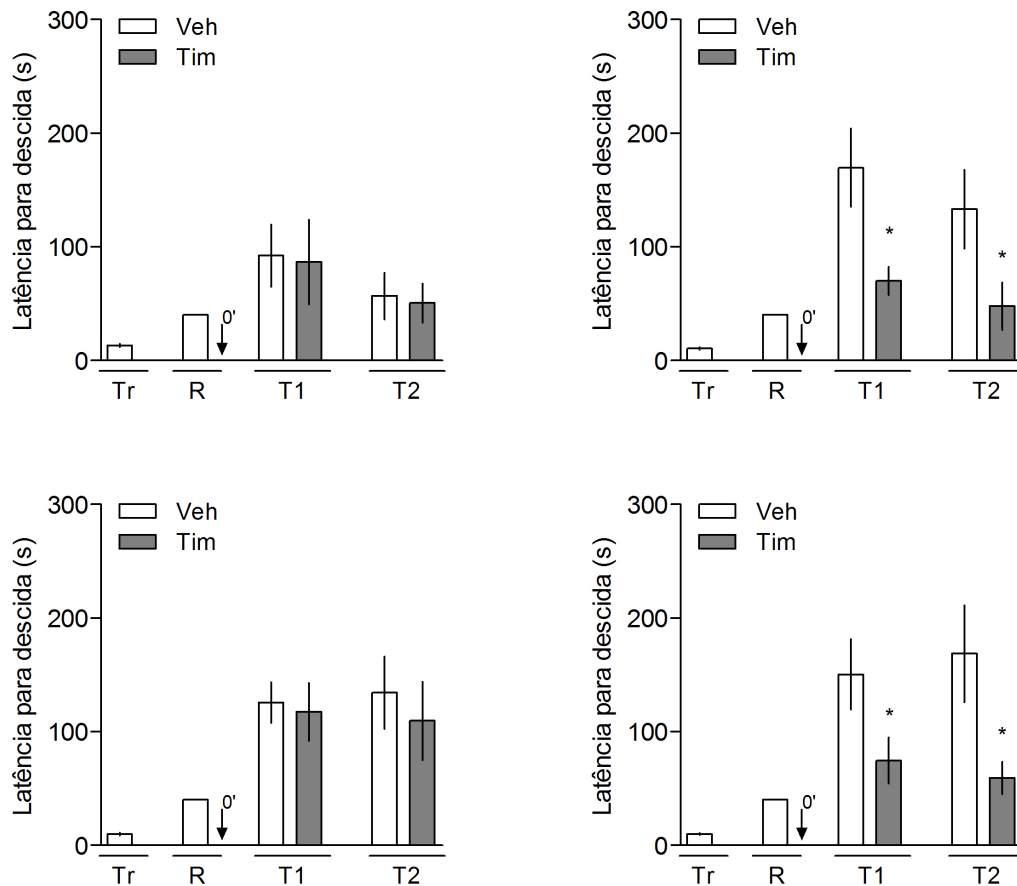 Latência para descida (s)
300
200
100
0
Veh
Tim
*
0'
Tr R T1 T2
Latência para descida (s)
300
200
100
0
Veh
Tim
*
*
0'
Tr R T1 T2
Latência para descida (s)
300
200
100
0
Veh
Tim
0'
Tr R T1 T2
Latência para descida (s)
300
200
100
0
Veh
Tim
*
*
0'
Tr R T1 T2